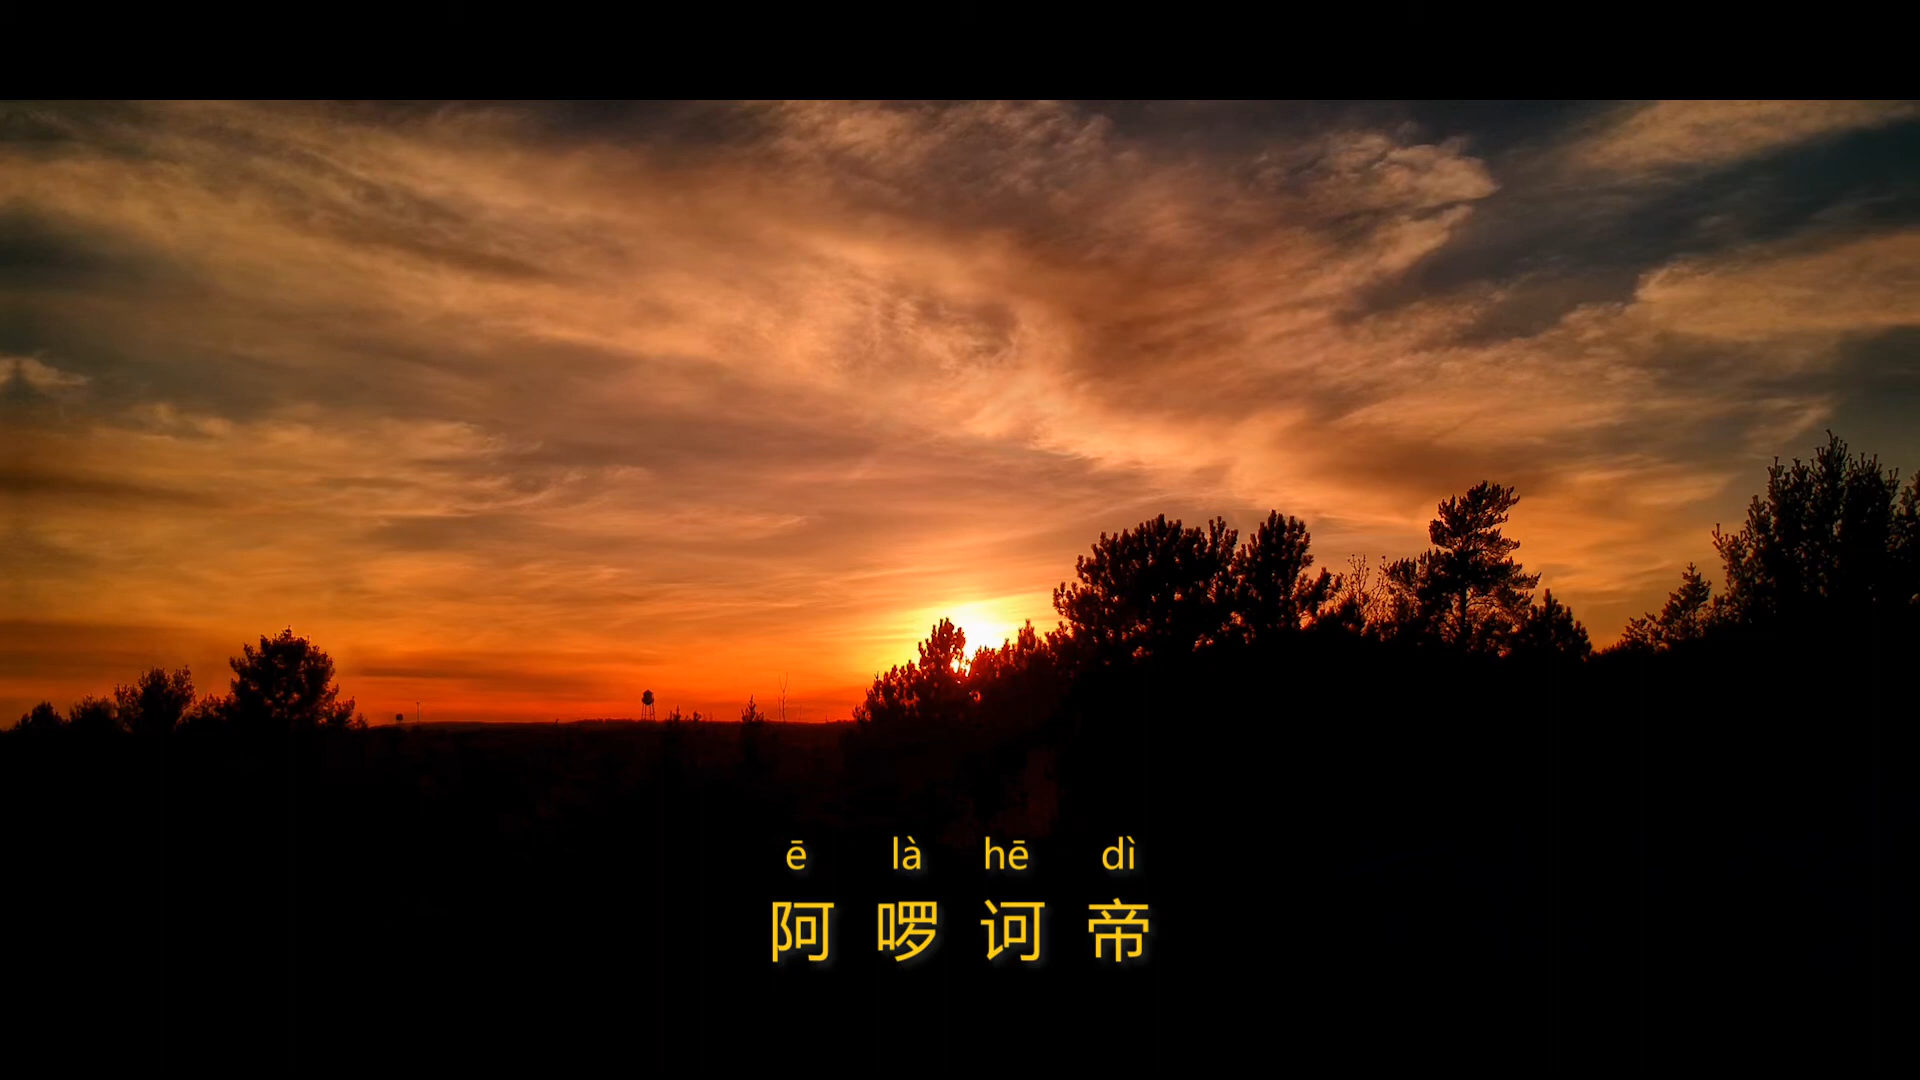 ē là hē dì
阿 啰 诃 帝